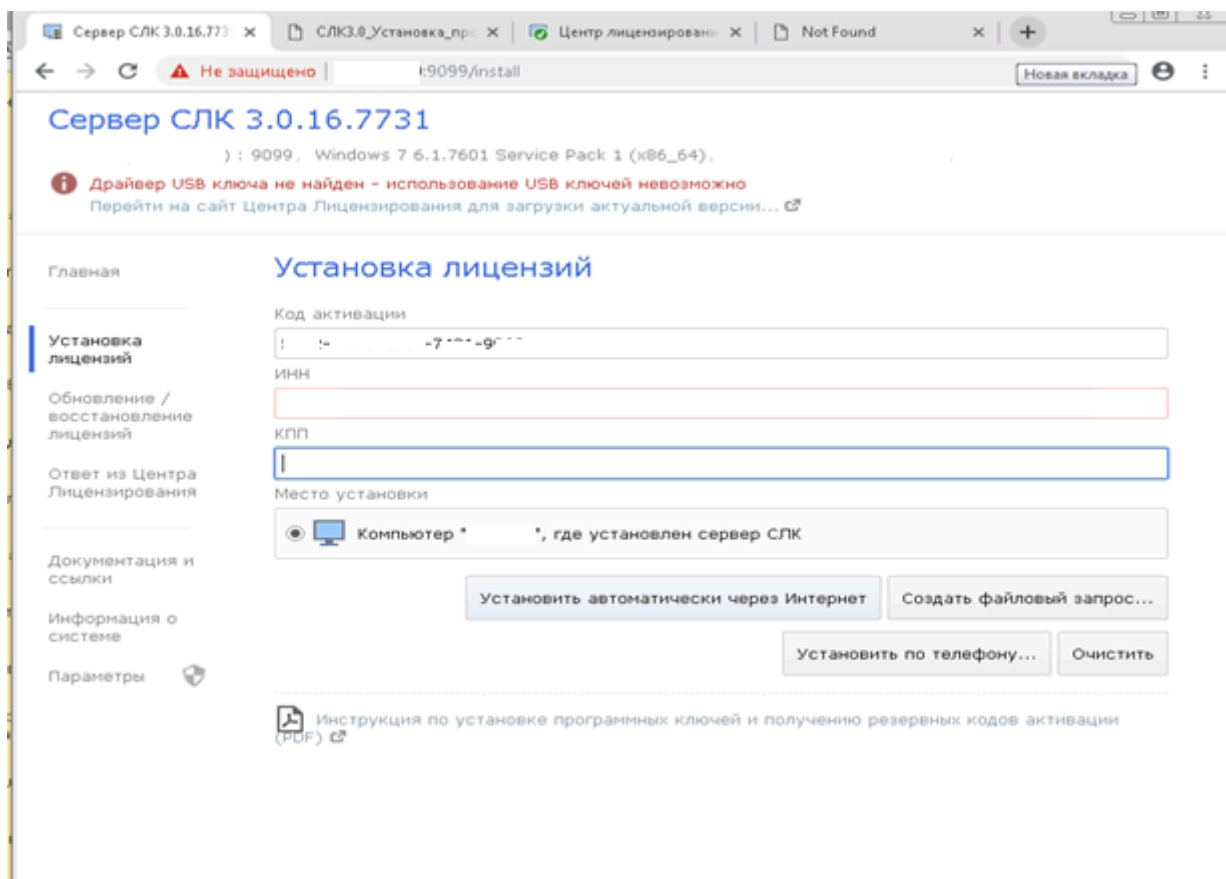 Сервер СЛК 3.0.16.773 СЛК3.0_Установка_прс Центр лицензировани Not Found
Не защищено :9099/install Новая вкладка
Сервер СЛК 3.0.16.7731
) : 9099, Windows 7 6.1.7601 Service Pack 1 (x86_64),
Драйвер USB ключа не найден - использование USB ключей невозможно
Перейти на сайт Центра Лицензирования для загрузки актуальной версии...
Главная
Установка
лицензий
Обновление /
восстановление
лицензий
Ответ из Центра
Лицензирования
Документация и
ссылки
Информация о
системе
Параметры
Установка лицензий
Код активации
ИНН
КПП
Место установки
Компьютер " ", где установлен сервер СЛК
Установить автоматически через Интернет Создать файловый запрос...
Установить по телефону... Очистить
Инструкция по установке программных ключей и получению резервных кодов активации
(PDF)